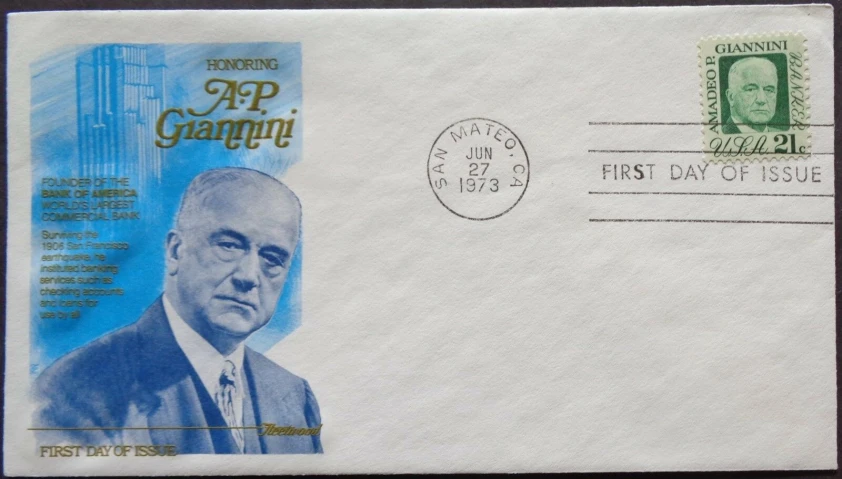 HONORING
A·P
Giannini
FOUNDER OF THE
BANK OF AMERICA
WORLD'S LARGEST
COMMERCIAL BANK
Surviving the
1906 San Francisco
earthquake, he
instituted banking
services such as
checking accounts
and loans for
use by all
Fleetwood
FIRST DAY OF ISSUE
SAN MATEO, CA
JUN
27
1973
AMADEO P. GIANNINI
BANKER
USA 21c
FIRST DAY OF ISSUE